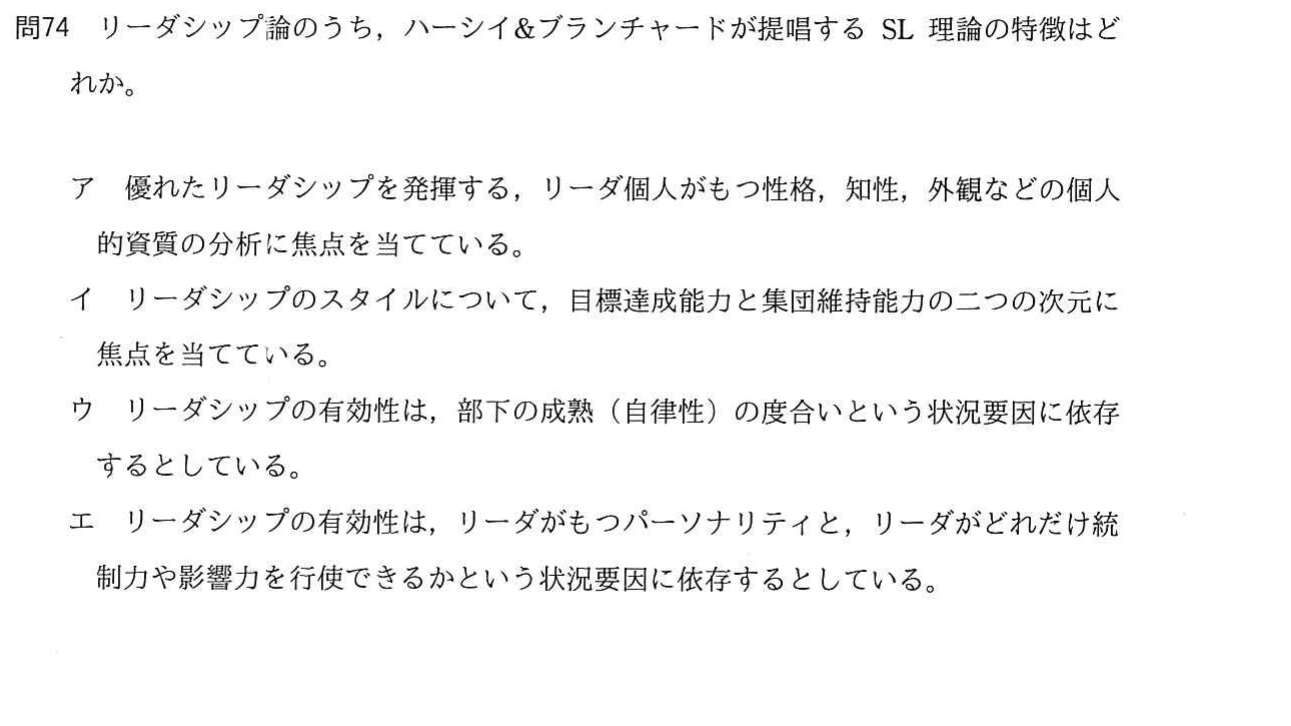 問74　リーダシップ論のうち，ハーシイ&ブランチャードが提唱する SL 理論の特徴はど
れか。
ア　優れたリーダシップを発揮する，リーダ個人がもつ性格，知性，外観などの個人
的資質の分析に焦点を当てている。
イ　リーダシップのスタイルについて，目標達成能力と集団維持能力の二つの次元に
焦点を当てている。
ウ　リーダシップの有効性は，部下の成熟（自律性）の度合いという状況要因に依存
するとしている。
エ　リーダシップの有効性は，リーダがもつパーソナリティと，リーダがどれだけ統
制力や影響力を行使できるかという状況要因に依存するとしている。